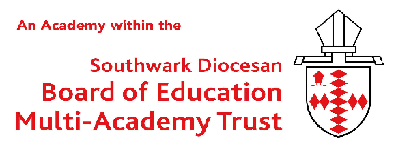 An Academy within the
Southwark Diocesan
Board of Education
Multi-Academy Trust